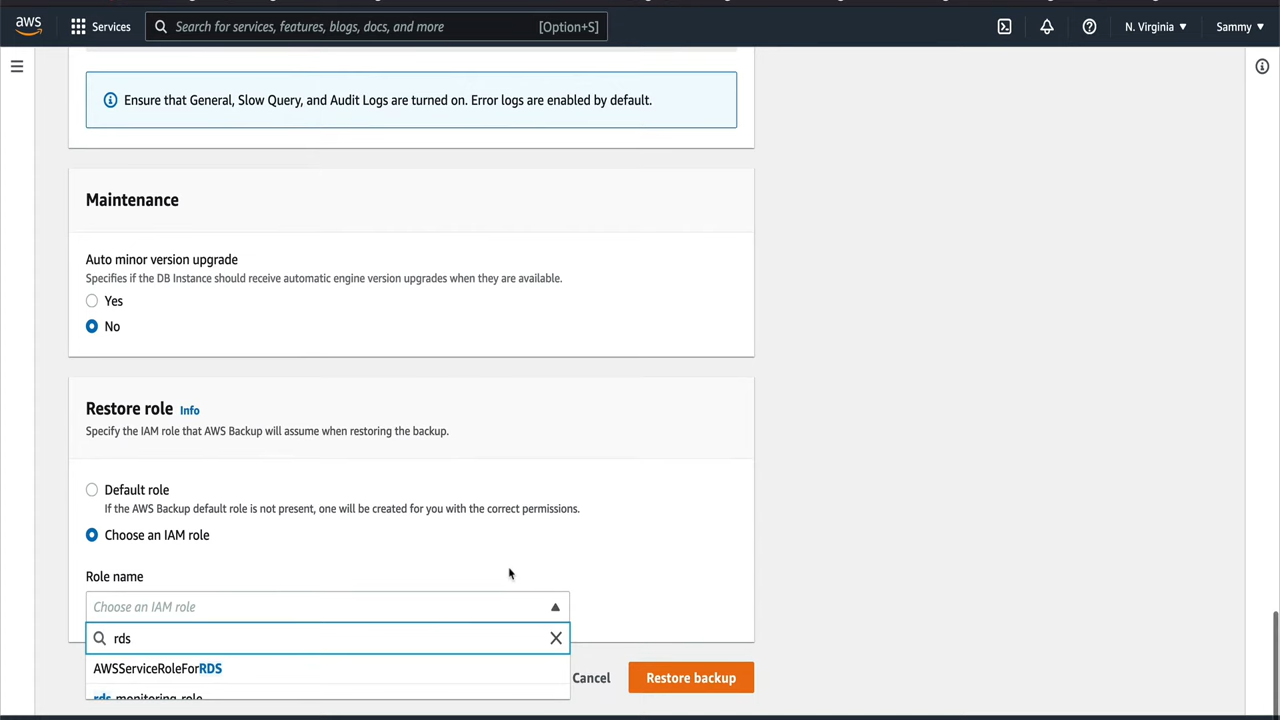 aws
Services
Search for services, features, blogs, docs, and more
[Option+S]
N. Virginia
Sammy
Ensure that General, Slow Query, and Audit Logs are turned on. Error logs are enabled by default.
Maintenance
Auto minor version upgrade
Specifies if the DB Instance should receive automatic engine version upgrades when they are available.
Yes
No
Restore role Info
Specify the IAM role that AWS Backup will assume when restoring the backup.
Default role
If the AWS Backup default role is not present, one will be created for you with the correct permissions.
Choose an IAM role
Role name
Choose an IAM role
rds
AWSServiceRoleForRDS
rds-monitoring-role
Cancel
Restore backup